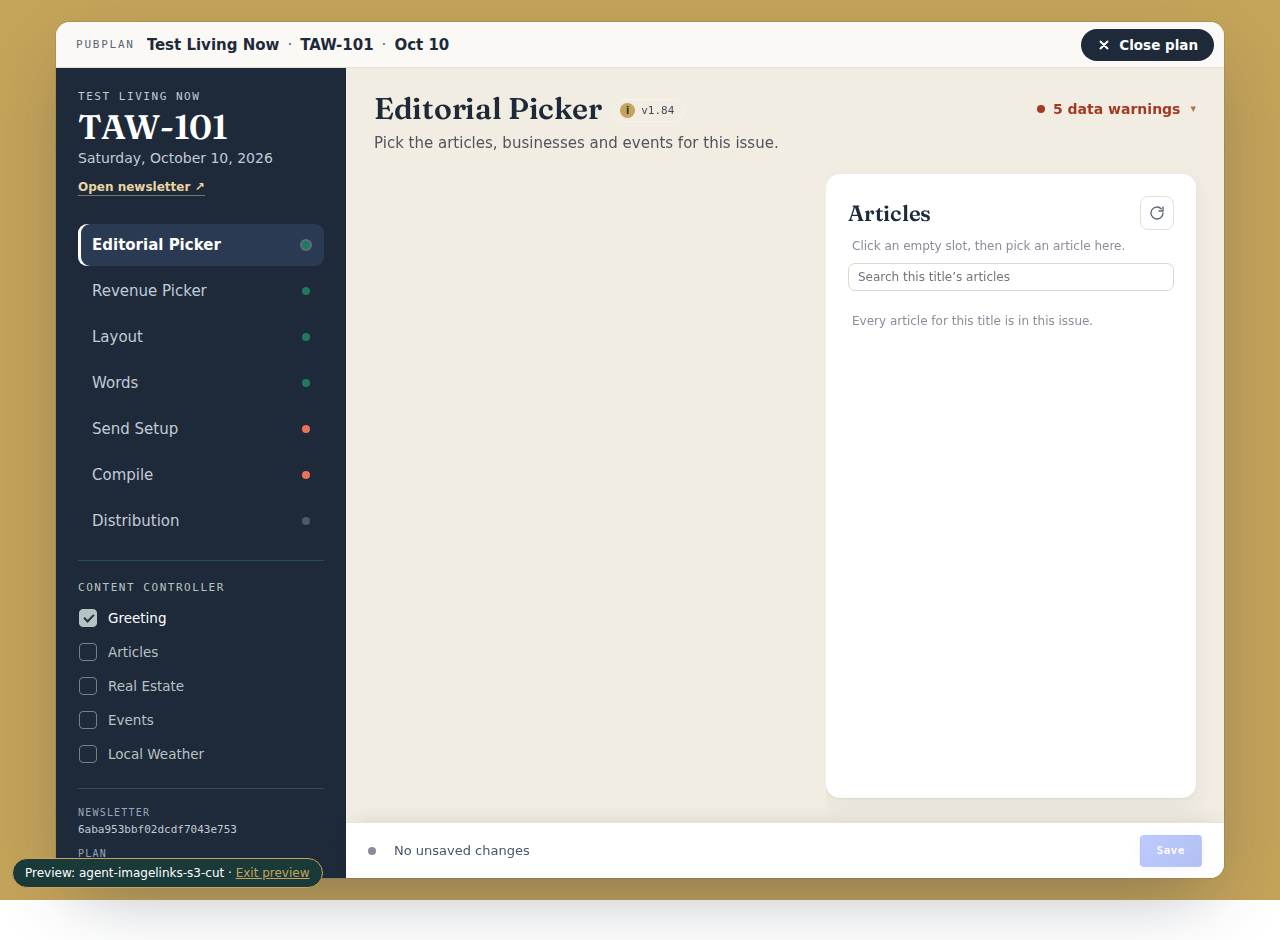 PUBPLAN Test Living Now · TAW-101 · Oct 10
✕ Close plan
TEST LIVING NOW
TAW-101
Saturday, October 10, 2026
Open newsletter ↗
Editorial Picker
Revenue Picker
Layout
Words
Send Setup
Compile
Distribution
CONTENT CONTROLLER
Greeting
Articles
Real Estate
Events
Local Weather
NEWSLETTER
6aba953bbf02dcdf7043e753
PLAN
Preview: agent-imagelinks-s3-cut · Exit preview
Editorial Picker i v1.84
5 data warnings ▾
Pick the articles, businesses and events for this issue.
Articles
Click an empty slot, then pick an article here.
Search this title’s articles
Every article for this title is in this issue.
No unsaved changes
Save